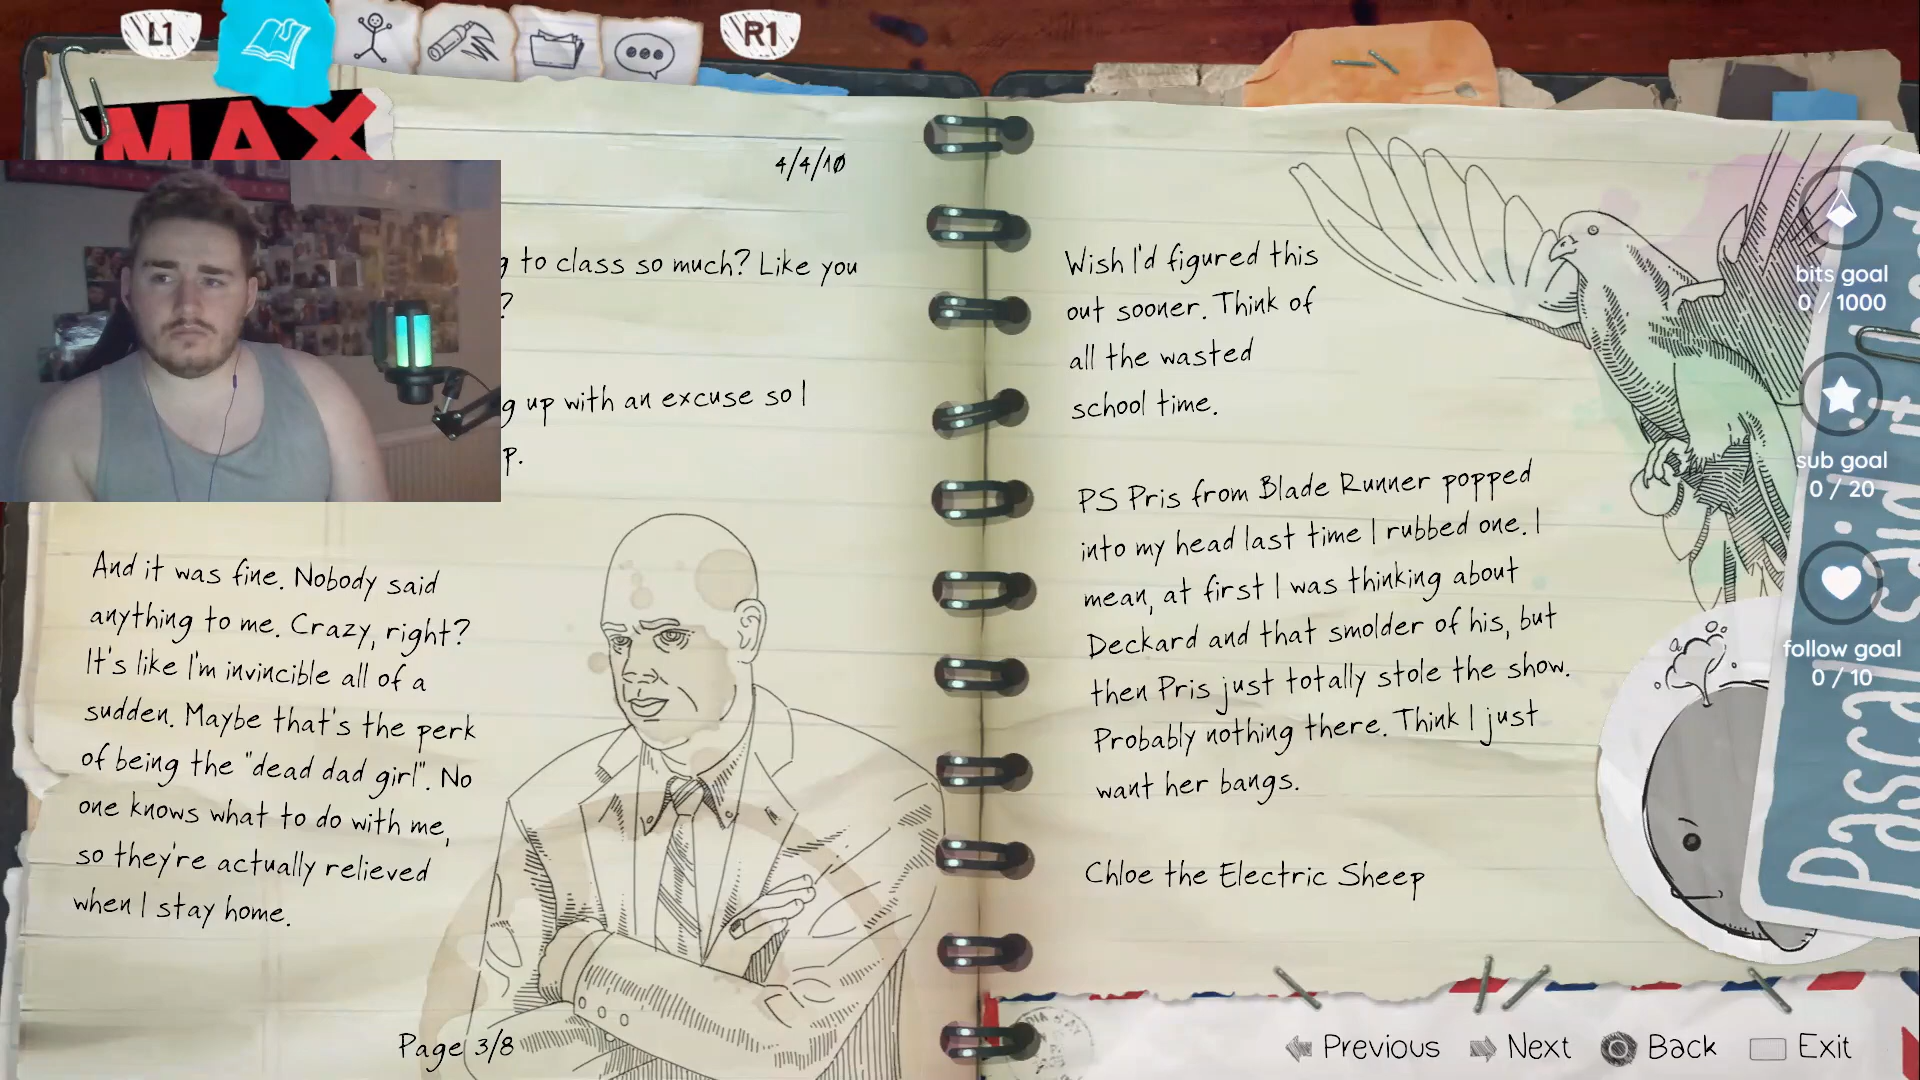 L1
R1
MAX
4/4/10
to class so much? Like you
?
up with an excuse so I
p.
And it was fine. Nobody said
anything to me. Crazy, right?
It's like I'm invincible all of a
sudden. Maybe that's the perk
of being the "dead dad girl". No
one knows what to do with me,
so they're actually relieved
when I stay home.
Page 3/8
Wish I'd figured this
out sooner. Think of
all the wasted
school time.
PS Pris from Blade Runner popped
into my head last time I rubbed one. I
mean, at first I was thinking about
Deckard and that smolder of his, but
then Pris just totally stole the show.
Probably nothing there. Think I just
want her bangs.
Chloe the Electric Sheep
bits goal
0 / 1000
sub goal
0 / 20
follow goal
0 / 10
Pascal said it
Previous
Next
Back
Exit